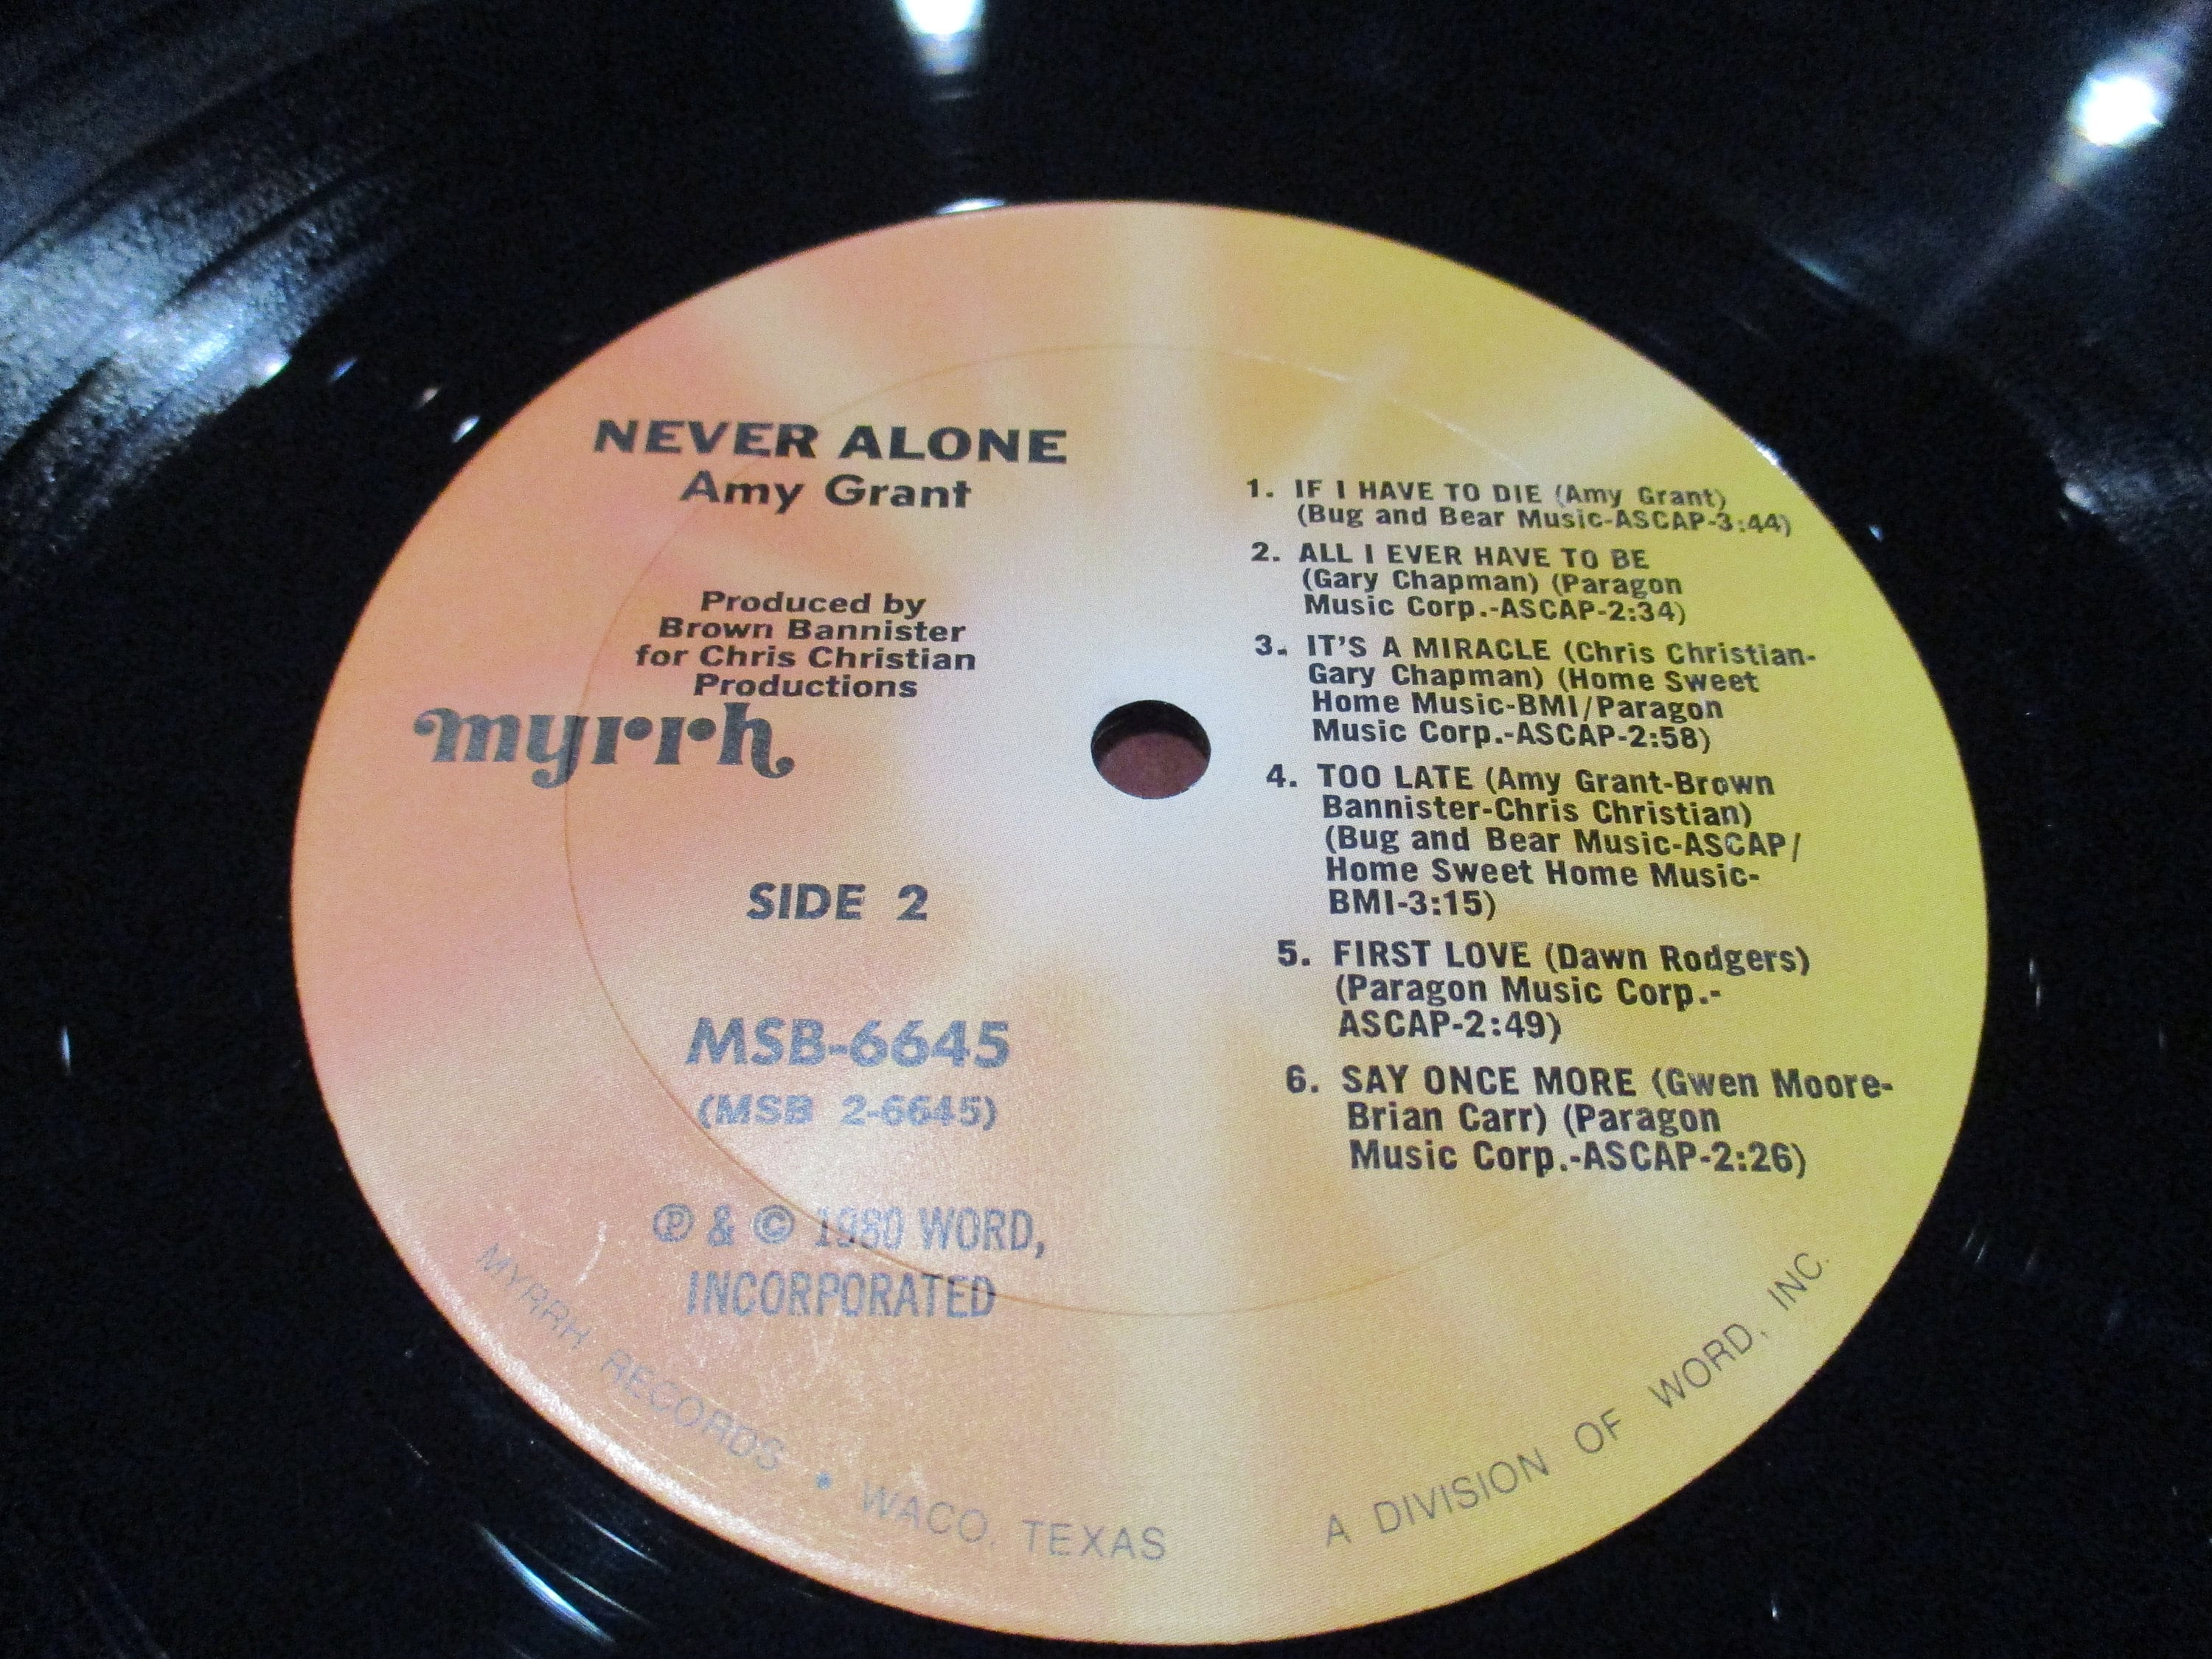 NEVER ALONE
Amy Grant
Produced by
Brown Bannister
for Chris Christian
Productions
myrrh
SIDE 2
MSB-6645
(MSB 2-6645)
℗ & © 1980 WORD,
INCORPORATED
1. IF I HAVE TO DIE (Amy Grant)
(Bug and Bear Music-ASCAP-3:44)
2. ALL I EVER HAVE TO BE
(Gary Chapman) (Paragon
Music Corp.-ASCAP-2:34)
3. IT'S A MIRACLE (Chris Christian-
Gary Chapman) (Home Sweet
Home Music-BMI/Paragon
Music Corp.-ASCAP-2:58)
4. TOO LATE (Amy Grant-Brown
Bannister-Chris Christian)
(Bug and Bear Music-ASCAP/
Home Sweet Home Music-
BMI-3:15)
5. FIRST LOVE (Dawn Rodgers)
(Paragon Music Corp.-
ASCAP-2:49)
6. SAY ONCE MORE (Gwen Moore-
Brian Carr) (Paragon
Music Corp.-ASCAP-2:26)
MYRRH RECORDS • WACO, TEXAS
A DIVISION OF WORD, INC.